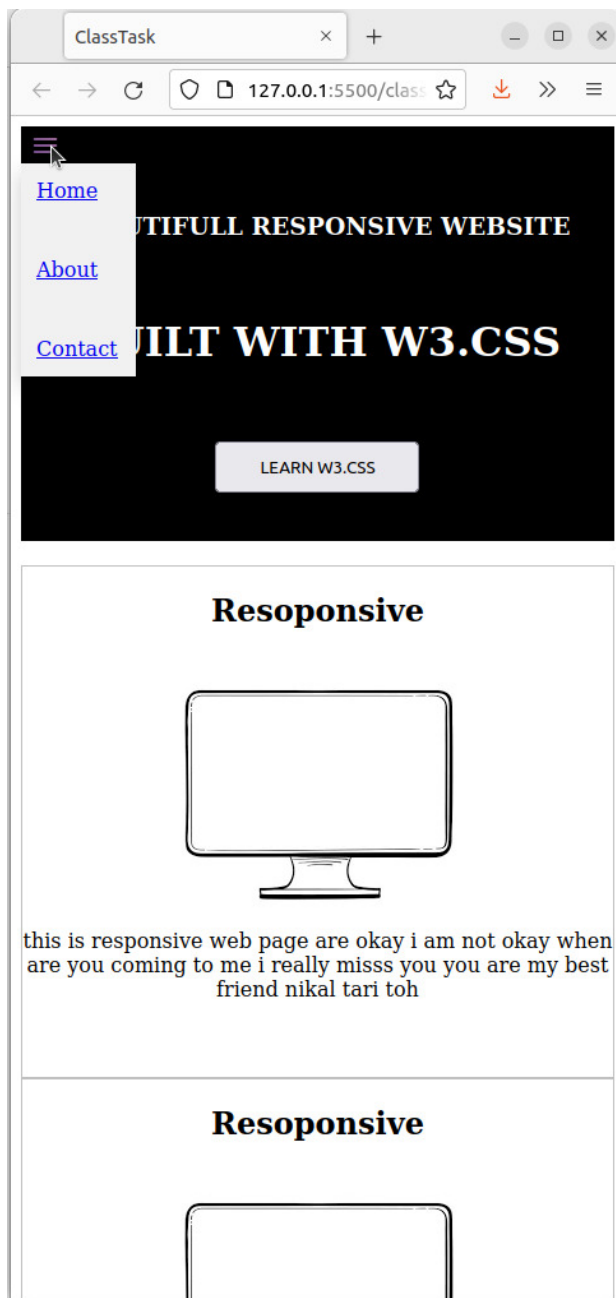 ClassTask
127.0.0.1:5500/clas
Home
UTIFULL RESPONSIVE WEBSITE
About
UILT WITH W3.CSS
Contact
LEARN W3.CSS
Resoponsive
this is responsive web page are okay i am not okay when
are you coming to me i really misss you you are my best
friend nikal tari toh
Resoponsive